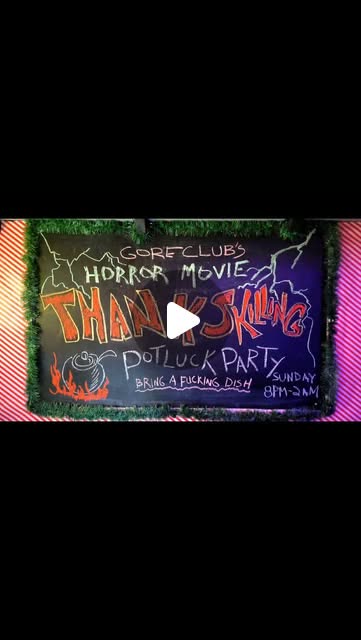 GORECLUB'S
HORROR MOVIE
THANKSKILLING
POTLUCK PARTY
BRING A FUCKING DISH
SUNDAY
8PM-2AM